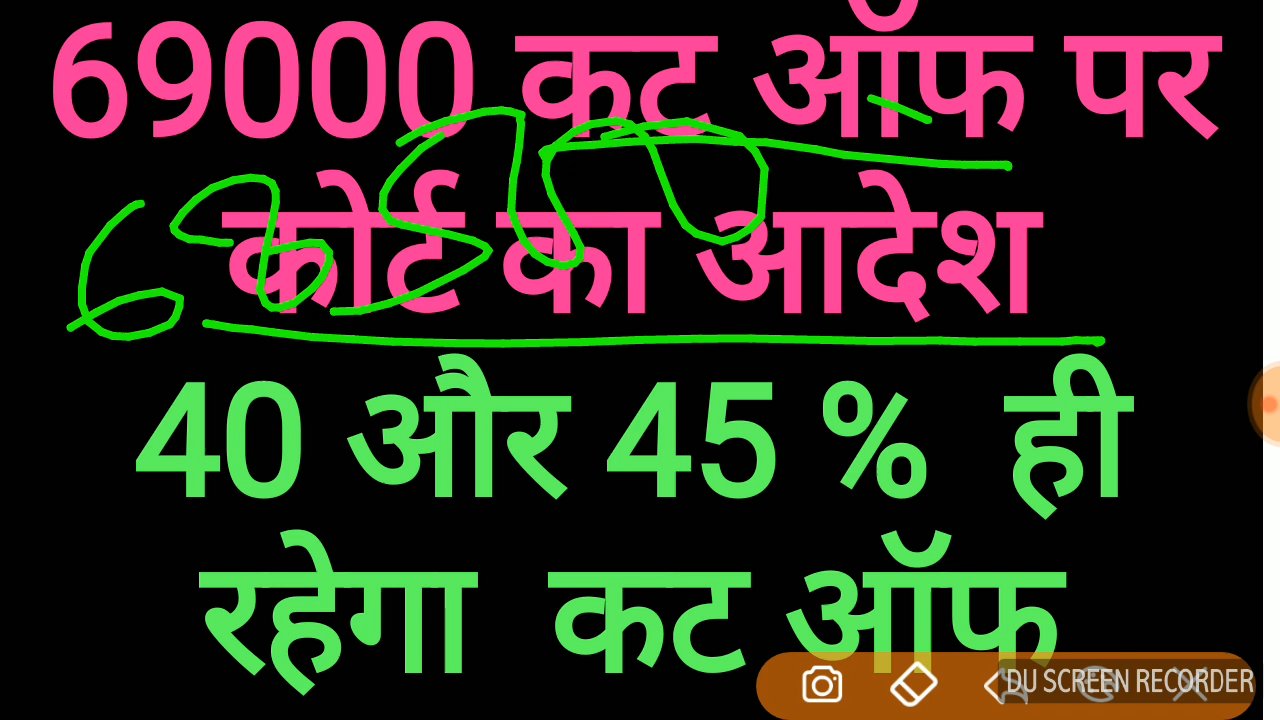 69000 कट ऑफ पर
कोर्ट का आदेश
40 और 45 % ही
रहेगा कट ऑफ
DU SCREEN RECORDER